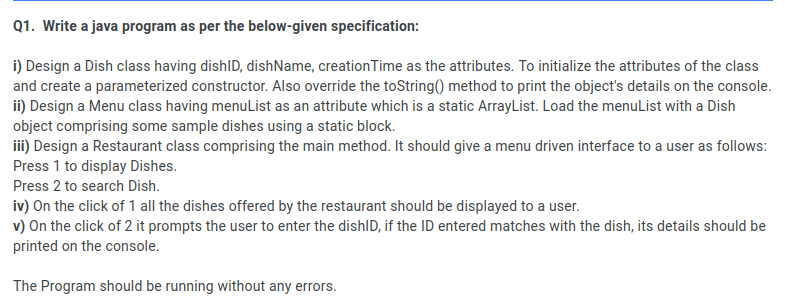 Q1. Write a java program as per the below-given specification:
i) Design a Dish class having dishID, dishName, creationTime as the attributes. To initialize the attributes of the class
and create a parameterized constructor. Also override the toString() method to print the object's details on the console.
ii) Design a Menu class having menuList as an attribute which is a static ArrayList. Load the menuList with a Dish
object comprising some sample dishes using a static block.
iii) Design a Restaurant class comprising the main method. It should give a menu driven interface to a user as follows:
Press 1 to display Dishes.
Press 2 to search Dish.
iv) On the click of 1 all the dishes offered by the restaurant should be displayed to a user.
v) On the click of 2 it prompts the user to enter the dishID, if the ID entered matches with the dish, its details should be
printed on the console.
The Program should be running without any errors.